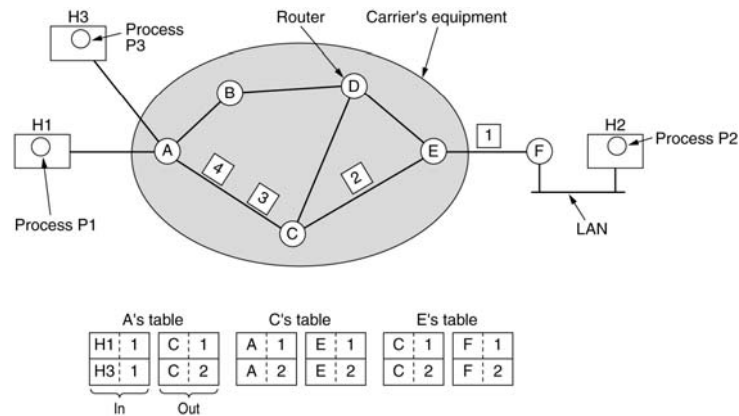 H3
Process
P3
Router
Carrier's equipment
B
D
H1
A
E
1
F
H2
Process P2
4
3
2
C
Process P1
LAN
A's table
C's table
E's table
H1 1 C 1 A 1 E 1 C 1 F 1
H3 1 C 2 A 2 E 2 C 2 F 2
In
Out